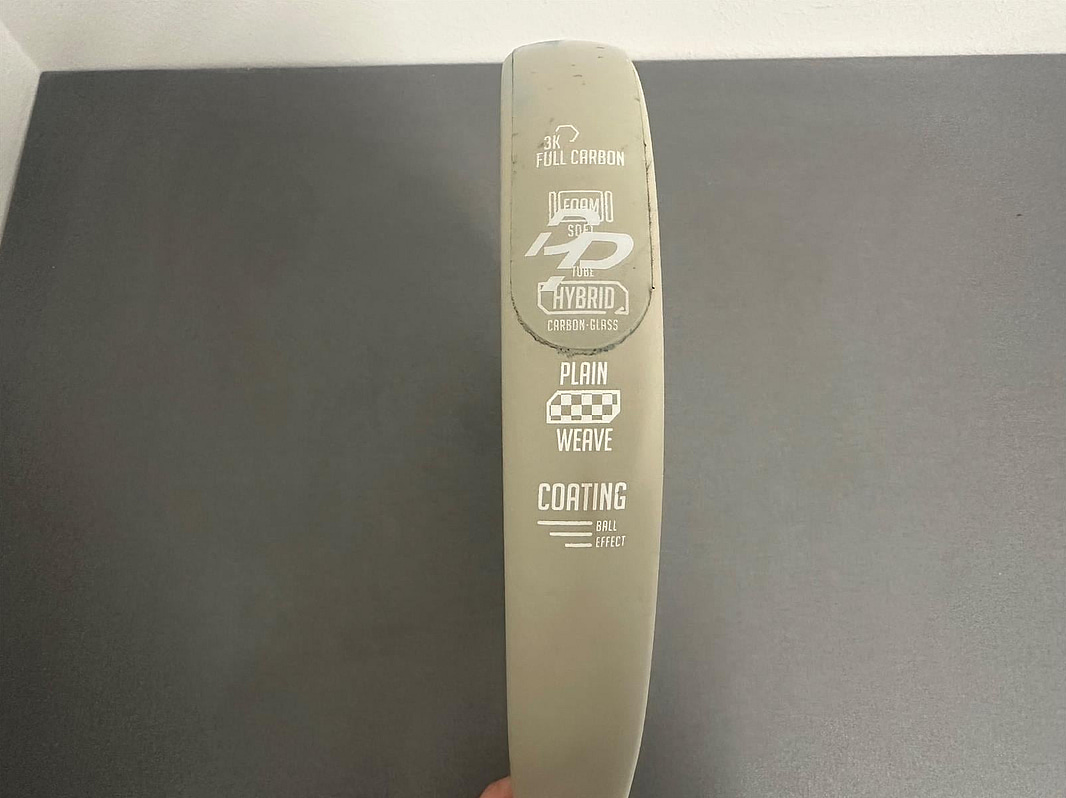 3K
FULL CARBON
FOAM
SOFT
TUBE
HYBRID
CARBON-GLASS
PLAIN
WEAVE
COATING
BALL
EFFECT